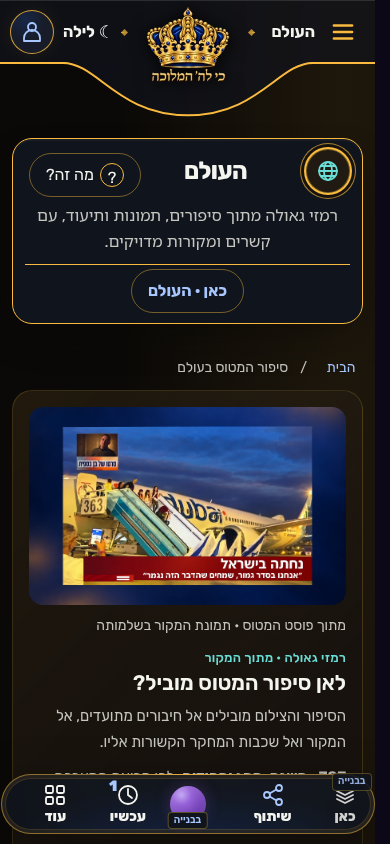 העולם
☾ לילה
כי לה' המלוכה
העולם
? מה זה?
רמזי גאולה מתוך סיפורים, תמונות ותיעוד, עם
קשרים ומקורות מדויקים.
כאן • העולם
הבית / סיפור המטוס בעולם
363
dubai
נחתה בישראל
"אנחנו בסדר גמור, שמחים שהדבר הזה נגמר"
מתוך פוסט המטוס • תמונת המקור בשלמותה
רמזי גאולה • מתוך המקור
לאן סיפור המטוס מוביל?
הסיפור והצילום מובילים אל חיבורים מתועדים, אל
המקור ואל שכבות המחקר הקשורות אליו.
בבנייה
כאן
שיתוף
בבנייה
1
עכשיו
עוד